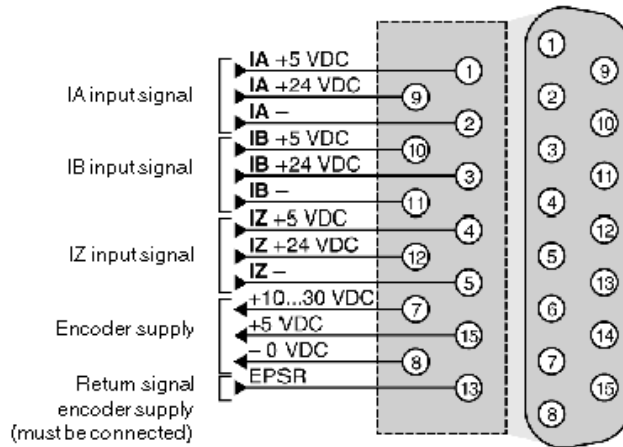 IA +5 VDC
1
IA +24 VDC
9
IA input signal
IA –
2
IB +5 VDC
10
IB input signal
IB +24 VDC
3
IB –
11
IZ +5 VDC
4
IZ input signal
IZ +24 VDC
12
IZ –
5
+10...30 VDC
7
Encoder supply
+5 VDC
15
– 0 VDC
8
Return signal
EPSR
13
encoder supply
(must be connected)
1
9
2
10
3
11
4
12
5
13
6
14
7
15
8